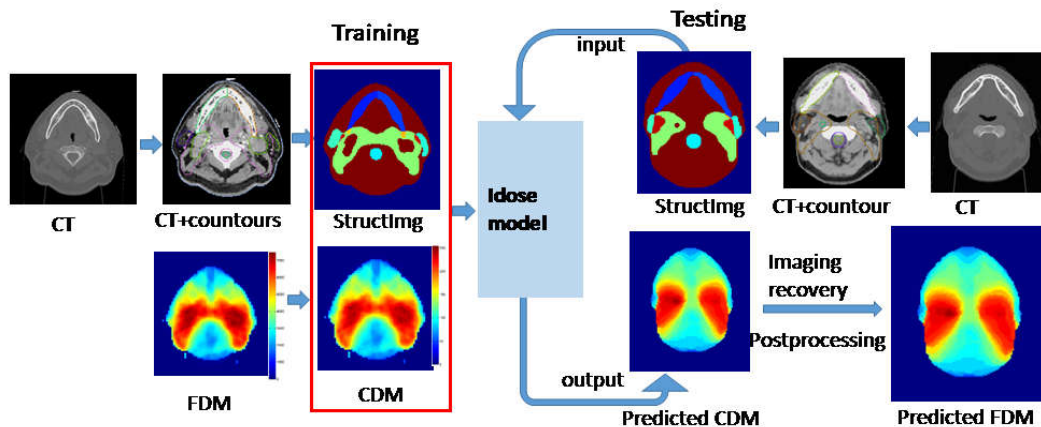 Training
Testing
input
CT
CT+countours
StructImg
Idose
model
StructImg
CT+countour
CT
FDM
CDM
output
Predicted CDM
Imaging
recovery
Postprocessing
Predicted FDM